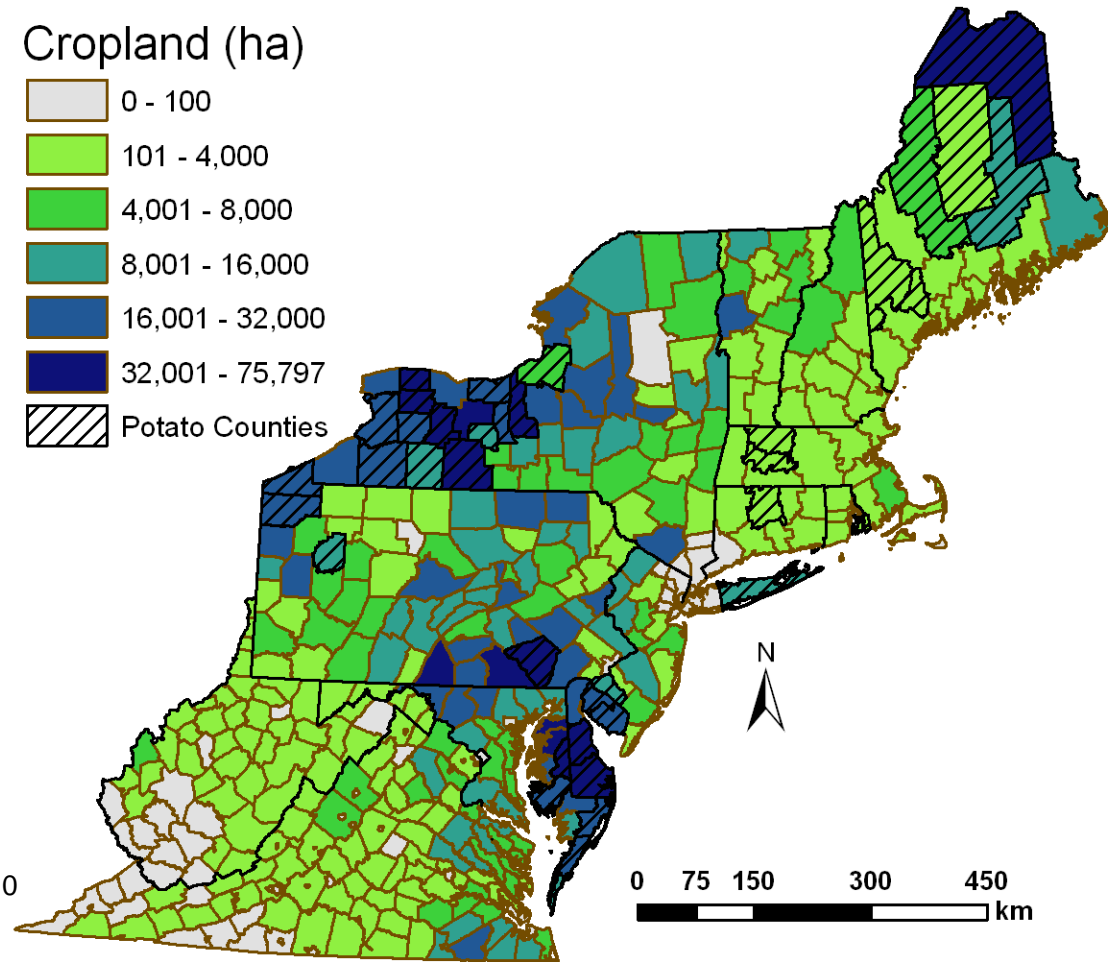 Cropland (ha)
0 - 100
101 - 4,000
4,001 - 8,000
8,001 - 16,000
16,001 - 32,000
32,001 - 75,797
Potato Counties
N
0
0 75 150 300 450
km